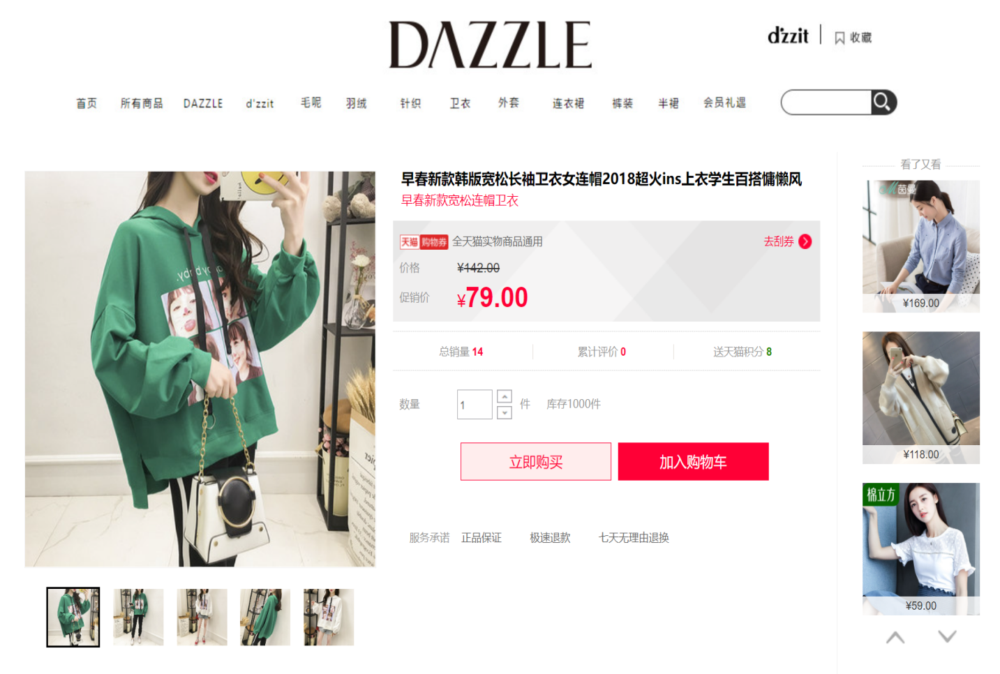 DAZZLE
d'zzit
收藏
首页 所有商品 DAZZLE d'zzit 毛呢 羽绒 针织 卫衣 外套 连衣裙 裤装 半裙 会员礼遇
早春新款韩版宽松长袖卫衣女连帽2018超火ins上衣学生百搭慵懒风
早春新款宽松连帽卫衣
天猫 购物券 全天猫实物商品通用 去刮券
价格 ¥142.00
促销价 ¥79.00
总销量 14 累计评价 0 送天猫积分 8
数量 1 件 库存1000件
立即购买 加入购物车
服务承诺 正品保证 极速退款 七天无理由退换
看了又看
茵曼
¥169.00
¥118.00
棉立方
¥59.00